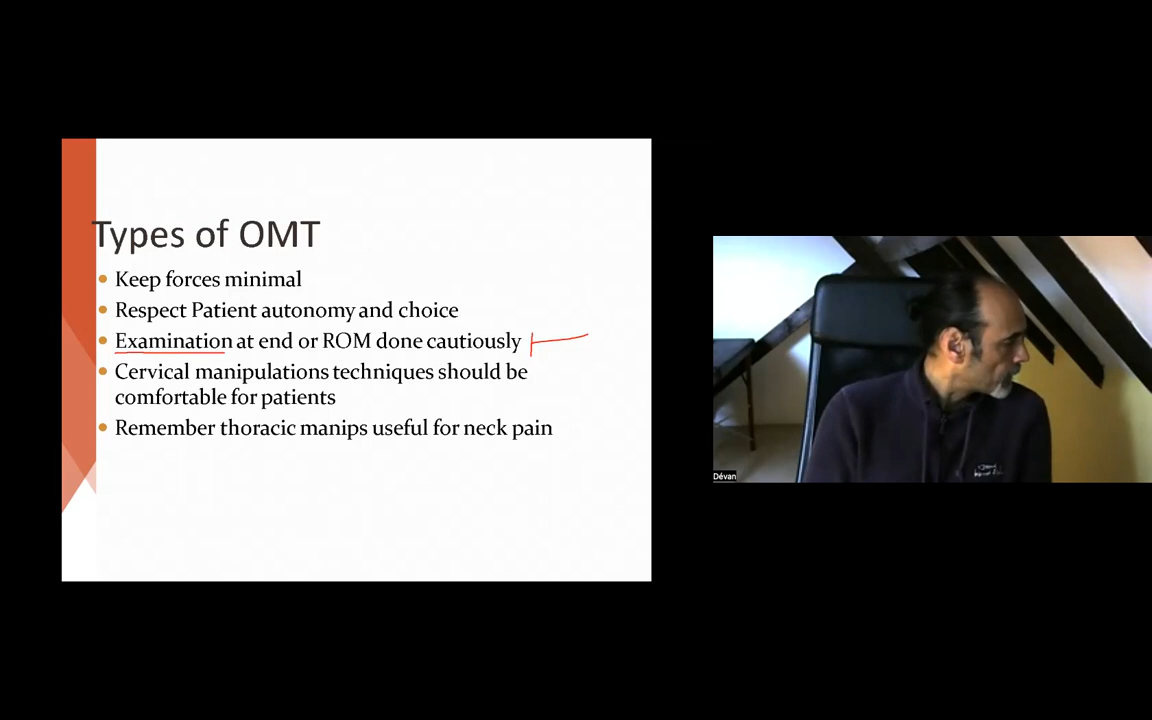 Types of OMT
Keep forces minimal
Respect Patient autonomy and choice
Examination at end or ROM done cautiously
Cervical manipulations techniques should be
comfortable for patients
Remember thoracic manips useful for neck pain
Dévan